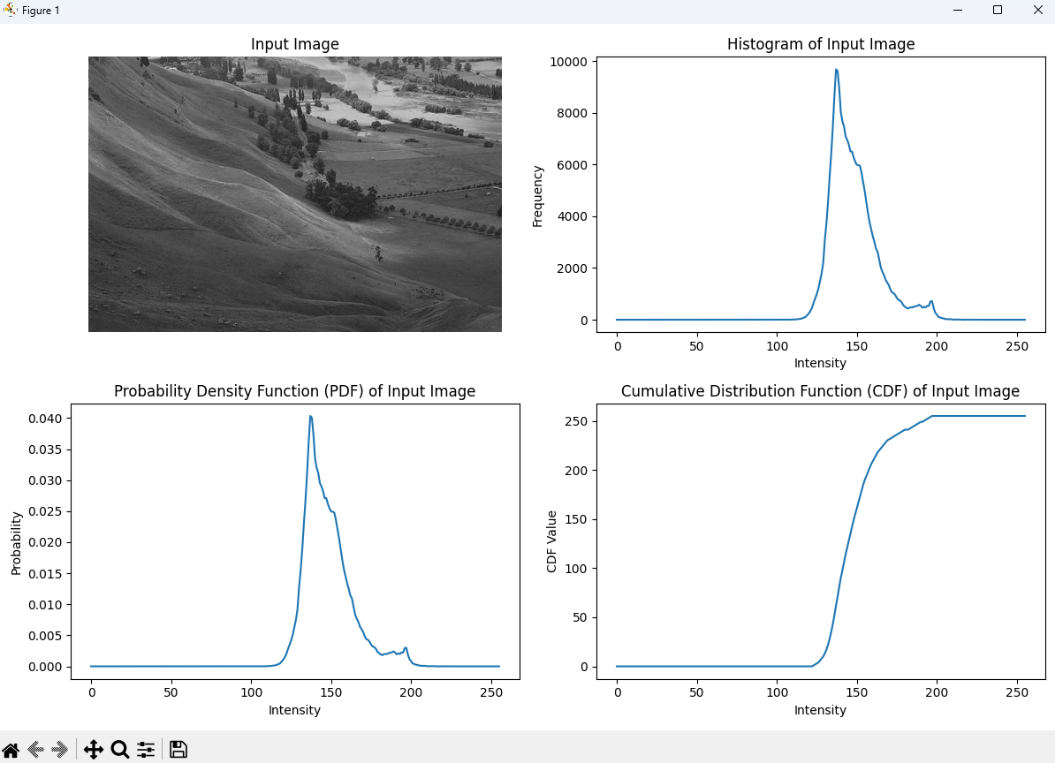 Figure 1
Input Image
Histogram of Input Image
10000
8000
6000
4000
2000
0
Frequency
0 50 100 150 200 250
Intensity
Probability Density Function (PDF) of Input Image
0.040
0.035
0.030
0.025
0.020
0.015
0.010
0.005
0.000
Probability
0 50 100 150 200 250
Intensity
Cumulative Distribution Function (CDF) of Input Image
250
200
150
100
50
0
CDF Value
0 50 100 150 200 250
Intensity